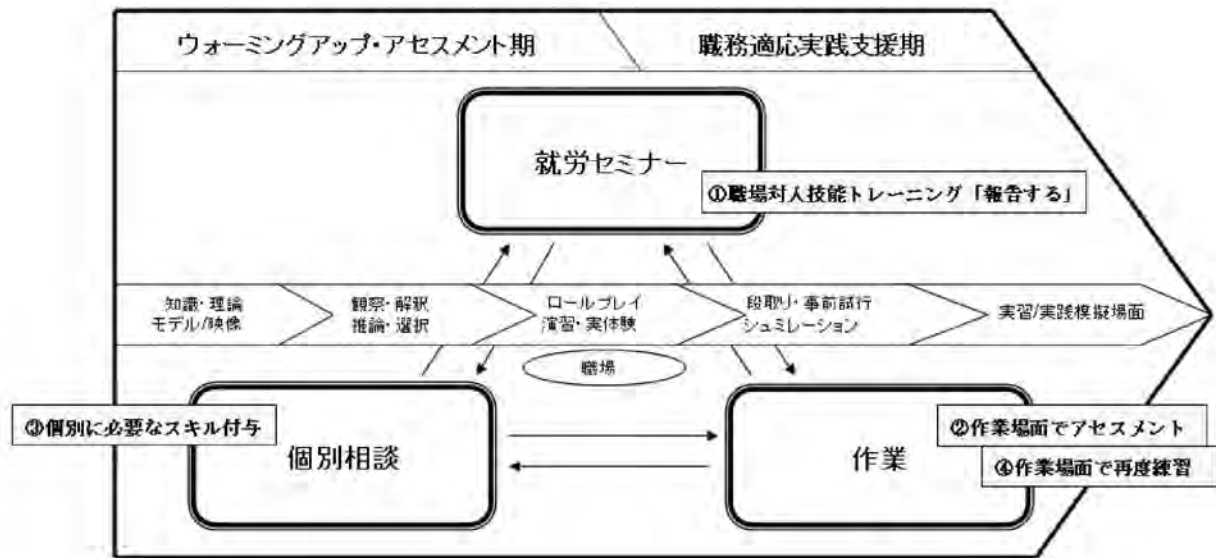 ウォーミングアップ・アセスメント期
職務適応実践支援期
就労セミナー
①職場対人技能トレーニング「報告する」
知識・理論
モデル/映像
観察・解釈
推論・選択
ロールプレイ
演習・実体験
段取り・事前試行
シュミレーション
実習/実践模擬場面
職場
③個別に必要なスキル付与
個別相談
作業
②作業場面でアセスメント
④作業場面で再度練習